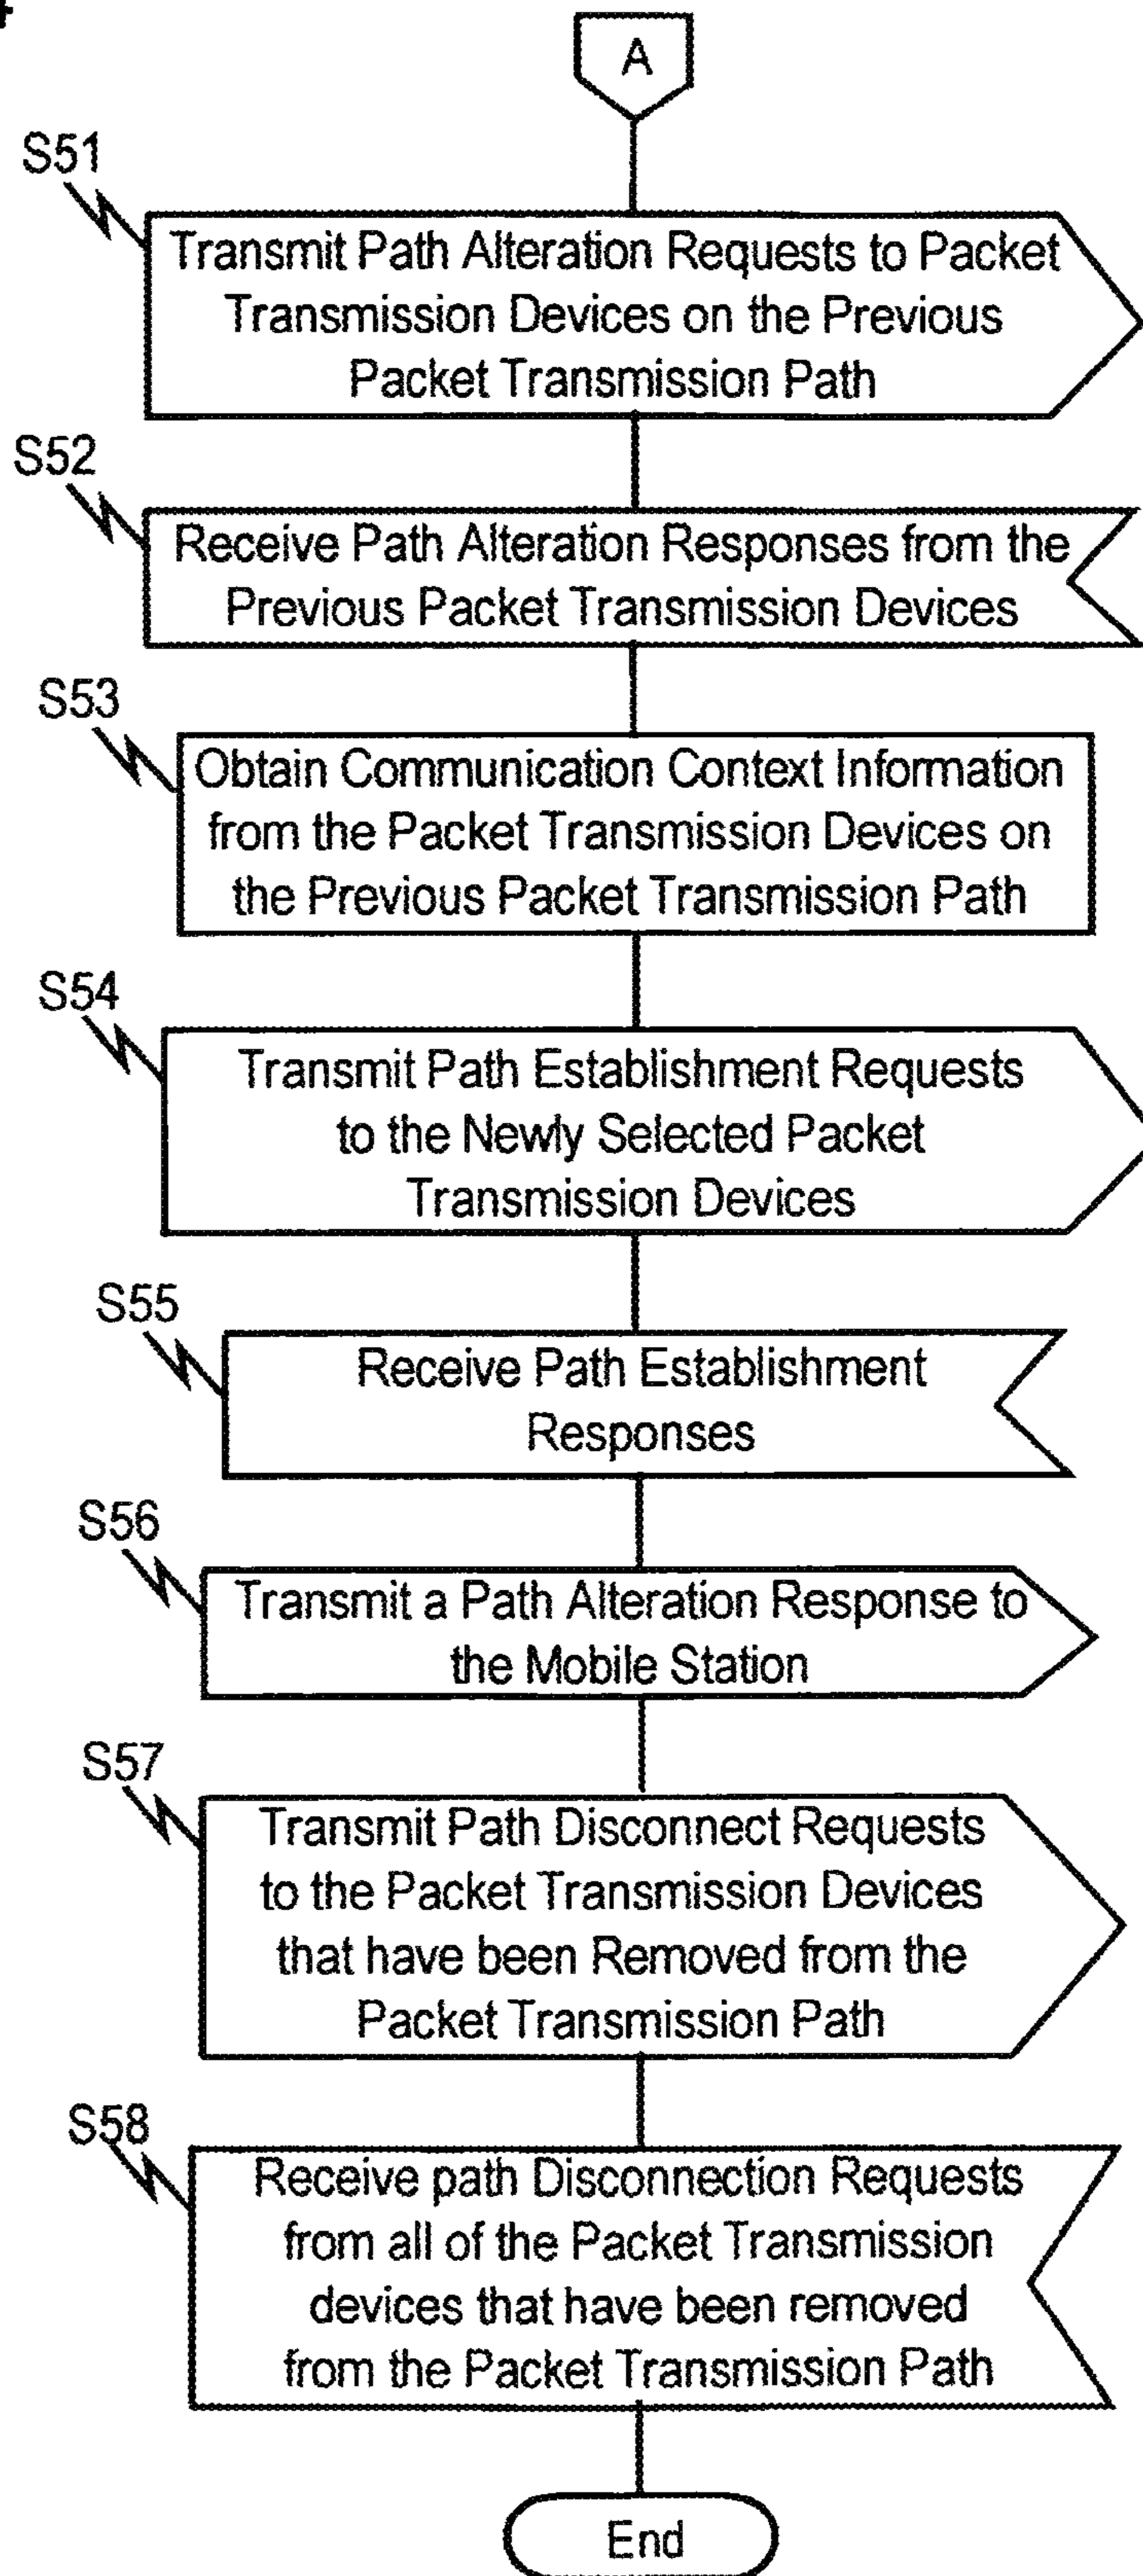 A
S51
Transmit Path Alteration Requests to Packet
Transmission Devices on the Previous
Packet Transmission Path
S52
Receive Path Alteration Responses from the
Previous Packet Transmission Devices
S53
Obtain Communication Context Information
from the Packet Transmission Devices on
the Previous Packet Transmission Path
S54
Transmit Path Establishment Requests
to the Newly Selected Packet
Transmission Devices
S55
Receive Path Establishment
Responses
S56
Transmit a Path Alteration Response to
the Mobile Station
S57
Transmit Path Disconnect Requests
to the Packet Transmission Devices
that have been Removed from the
Packet Transmission Path
S58
Receive path Disconnection Requests
from all of the Packet Transmission
devices that have been removed
from the Packet Transmission Path
End